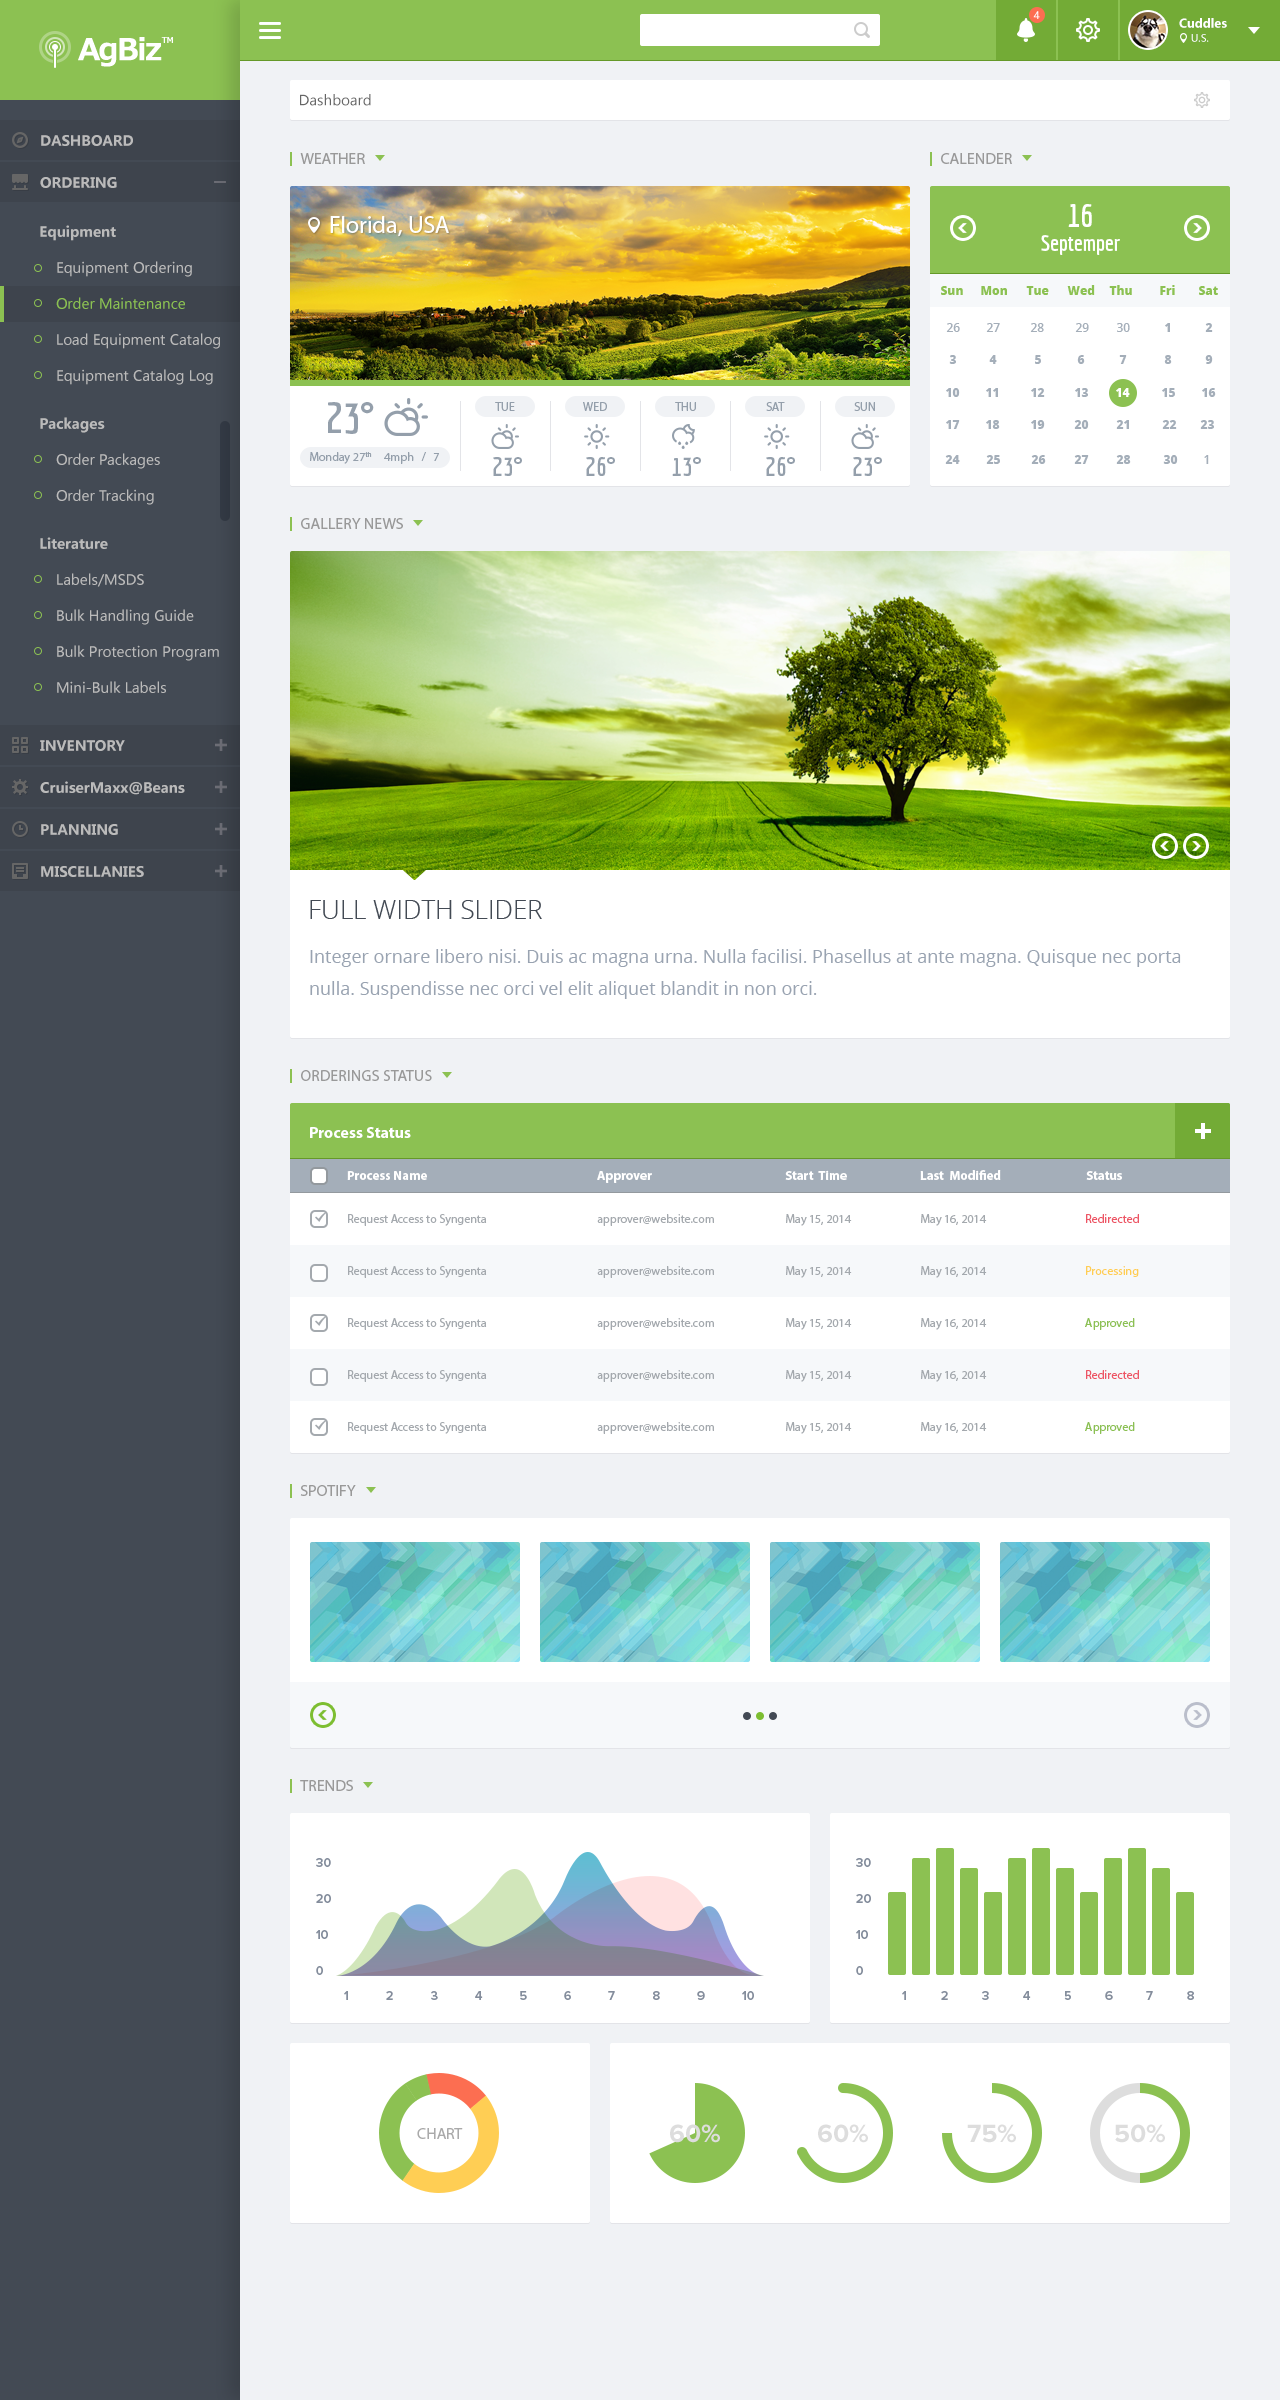 AgBiz™
4
Cuddles
U.S.
DASHBOARD
ORDERING
Equipment
Equipment Ordering
Order Maintenance
Load Equipment Catalog
Equipment Catalog Log
Packages
Order Packages
Order Tracking
Literature
Labels/MSDS
Bulk Handling Guide
Bulk Protection Program
Mini-Bulk Labels
INVENTORY
CruiserMaxx@Beans
PLANNING
MISCELLANIES
Dashboard
WEATHER
Florida, USA
23°
Monday 27th 4mph / 7
TUE WED THU SAT SUN
23° 26° 13° 26° 23°
CALENDER
16
Septemper
Sun Mon Tue Wed Thu Fri Sat
26 27 28 29 30 1 2
3 4 5 6 7 8 9
10 11 12 13 14 15 16
17 18 19 20 21 22 23
24 25 26 27 28 30 1
GALLERY NEWS
FULL WIDTH SLIDER
Integer ornare libero nisi. Duis ac magna urna. Nulla facilisi. Phasellus at ante magna. Quisque nec porta
nulla. Suspendisse nec orci vel elit aliquet blandit in non orci.
ORDERINGS STATUS
Process Status
Process Name Approver Start Time Last Modified Status
Request Access to Syngenta approver@website.com May 15, 2014 May 16, 2014 Redirected
Request Access to Syngenta approver@website.com May 15, 2014 May 16, 2014 Processing
Request Access to Syngenta approver@website.com May 15, 2014 May 16, 2014 Approved
Request Access to Syngenta approver@website.com May 15, 2014 May 16, 2014 Redirected
Request Access to Syngenta approver@website.com May 15, 2014 May 16, 2014 Approved
SPOTIFY
TRENDS
30
20
10
0
1 2 3 4 5 6 7 8 9 10
30
20
10
0
1 2 3 4 5 6 7 8
CHART
60% 60% 75% 50%